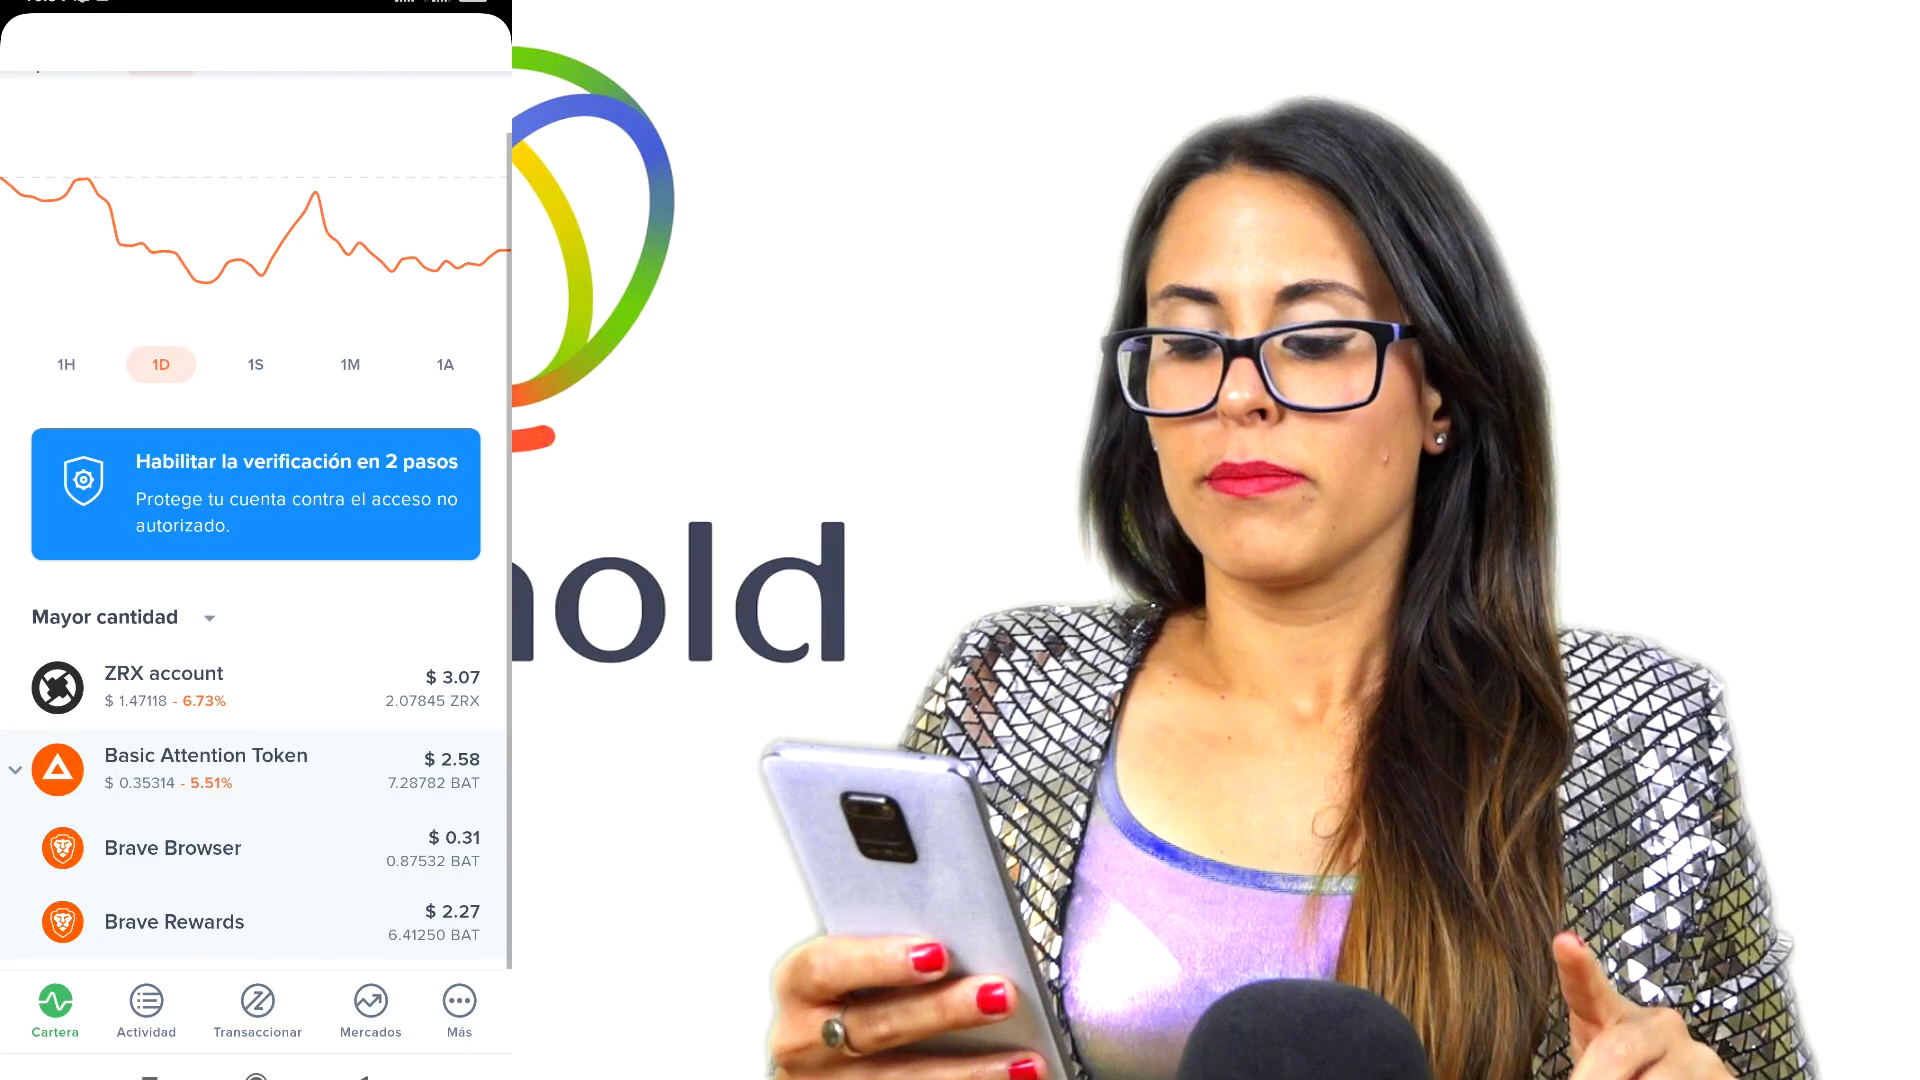 1H 1D 1S 1M 1A
Habilitar la verificación en 2 pasos
Protege tu cuenta contra el acceso no
autorizado.
Mayor cantidad
ZRX account $ 3.07
$ 1.47118 - 6.73% 2.07845 ZRX
Basic Attention Token $ 2.58
$ 0.35314 - 5.51% 7.28782 BAT
Brave Browser $ 0.31
0.87532 BAT
Brave Rewards $ 2.27
6.41250 BAT
Cartera Actividad Transaccionar Mercados Más
hold